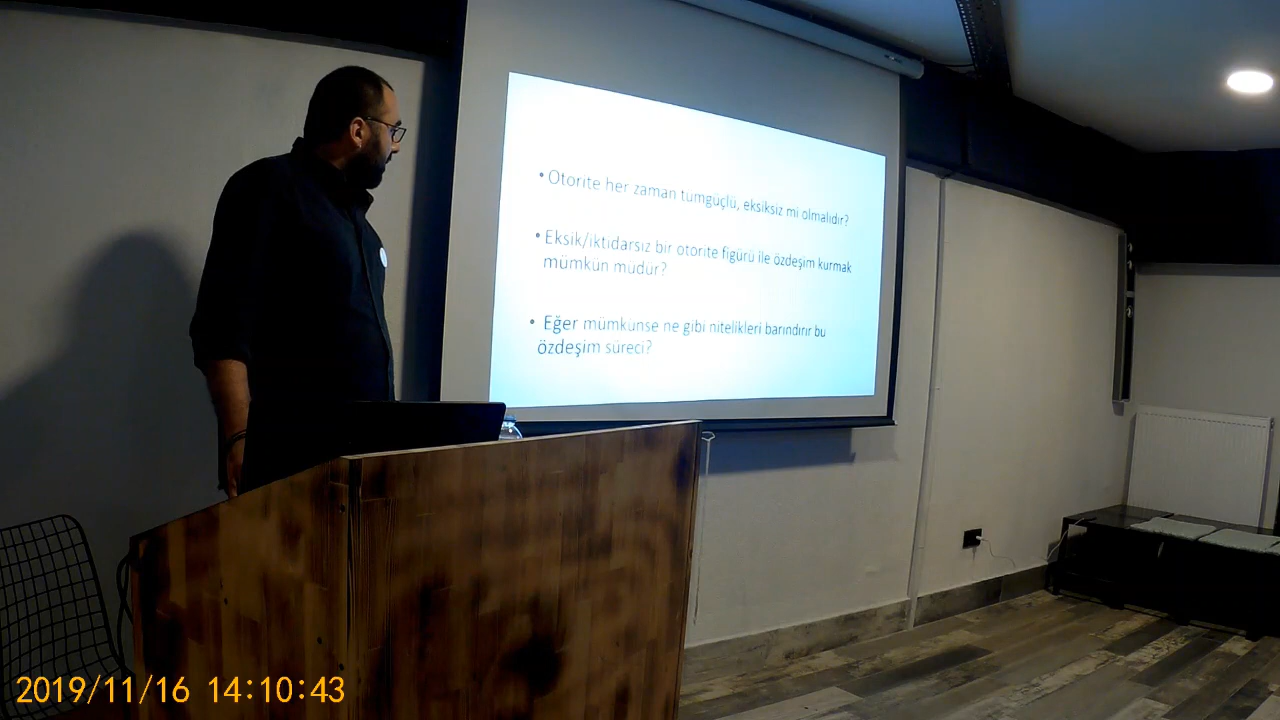 • Otorite her zaman tümgüçlü, eksiksiz mi olmalıdır?
• Eksik/iktidarsız bir otorite figürü ile özdeşim kurmak
mümkün müdür?
• Eğer mümkünse ne gibi nitelikleri barındırır bu
özdeşim süreci?
2019/11/16 14:10:43